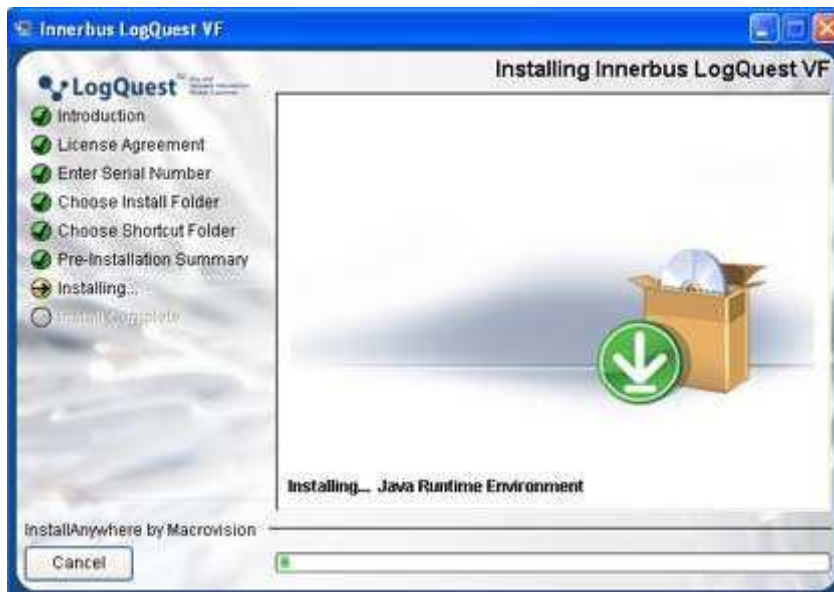 Innerbus LogQuest VF
Installing Innerbus LogQuest VF
LogQuest
Introduction
License Agreement
Enter Serial Number
Choose Install Folder
Choose Shortcut Folder
Pre-Installation Summary
Installing...
Install Complete
Installing... Java Runtime Environment
InstallAnywhere by Macrovision
Cancel